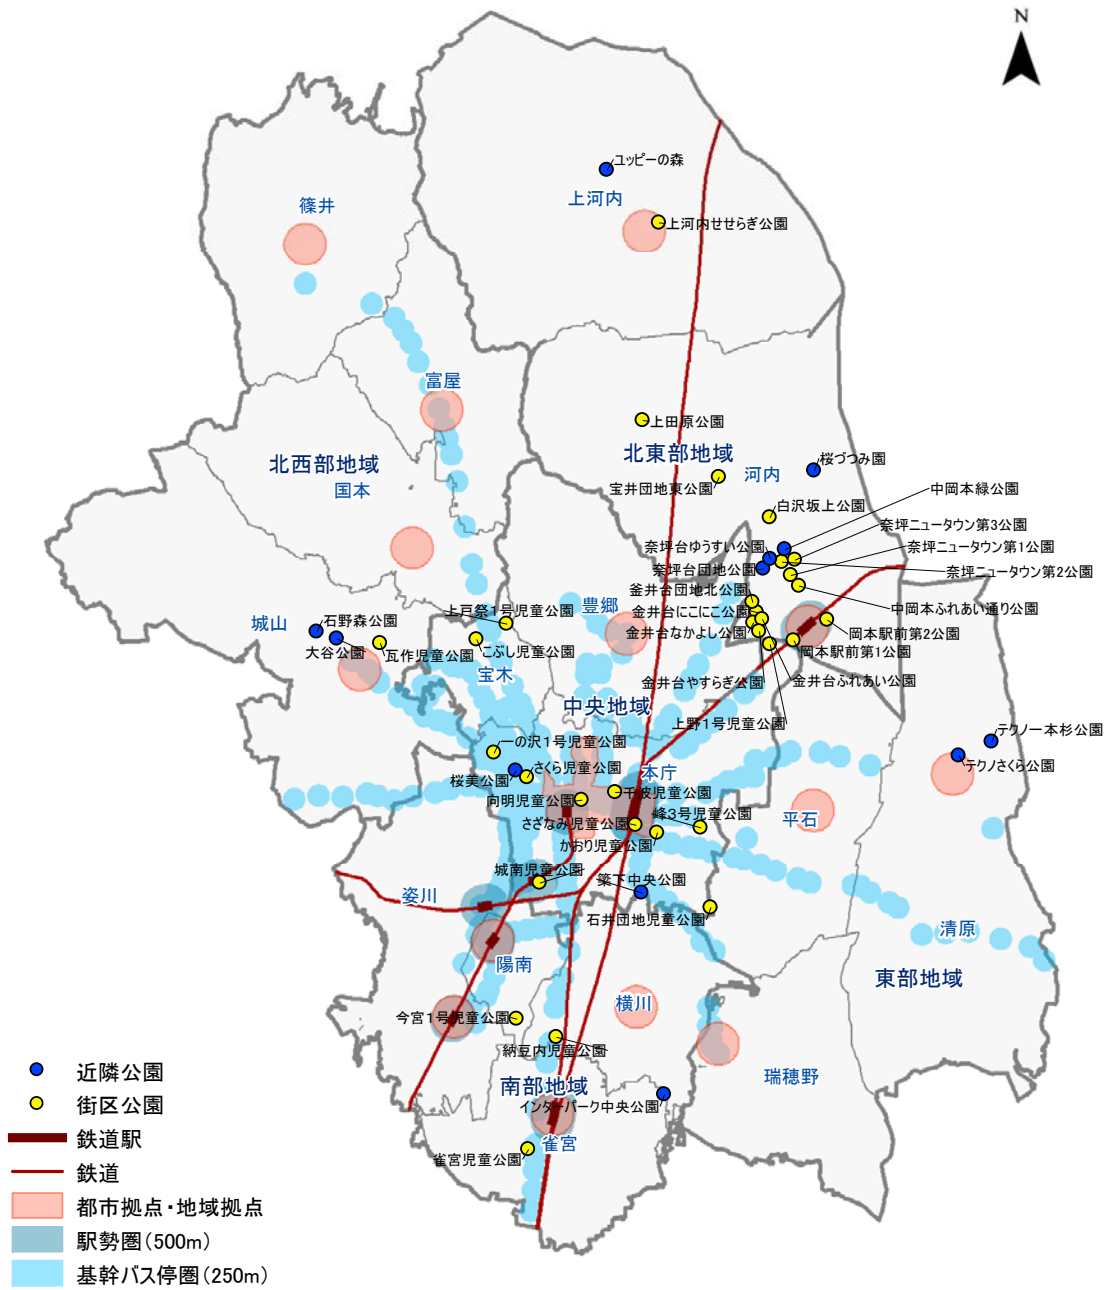 N
ユッピーの森
上河内
篠井
上河内せせらぎ公園
富屋
上田原公園
北東部地域
北西部地域
国本
河内
桜づつみ園
宝井団地東公園
中岡本緑公園
白沢坂上公園
奈坪ニュータウン第3公園
奈坪台ゆうすい公園
奈坪ニュータウン第1公園
奈坪台団地公園
奈坪ニュータウン第2公園
釜井台団地北公園
中岡本ふれあい通り公園
上戸祭1号児童公園
豊郷
金井台にこにこ公園
城山
石野森公園
金井台なかよし公園
岡本駅前第2公園
大谷公園
瓦作児童公園
こぶし児童公園
岡本駅前第1公園
宝木
金井台やすらぎ公園
金井台ふれあい公園
中央地域
上野1号児童公園
テクノ一本杉公園
一の沢1号児童公園
テクノさくら公園
さくら児童公園
本庁
桜美公園
千波児童公園
向明児童公園
さざなみ児童公園
峰3号児童公園
平石
かおり児童公園
城南児童公園
簗下中央公園
姿川
石井団地児童公園
清原
陽南
東部地域
横川
今宮1号児童公園
納豆内児童公園
瑞穂野
南部地域
インターパーク中央公園
雀宮
雀宮児童公園
近隣公園
街区公園
鉄道駅
鉄道
都市拠点・地域拠点
駅勢圏(500m)
基幹バス停圏(250m)